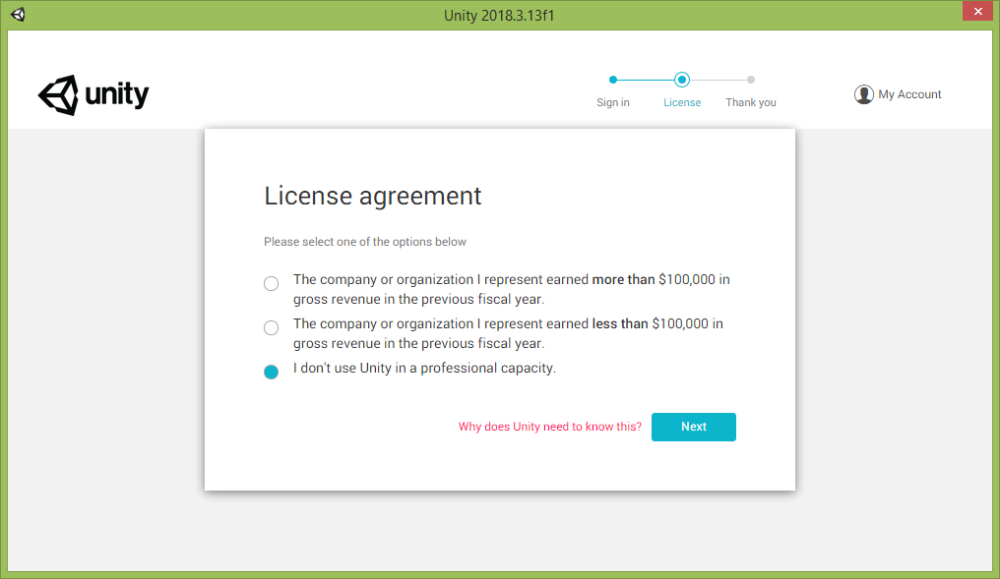 Unity 2018.3.13f1
unity
Sign in
License
Thank you
My Account
License agreement
Please select one of the options below
The company or organization I represent earned more than $100,000 in
gross revenue in the previous fiscal year.
The company or organization I represent earned less than $100,000 in
gross revenue in the previous fiscal year.
I don't use Unity in a professional capacity.
Why does Unity need to know this?
Next